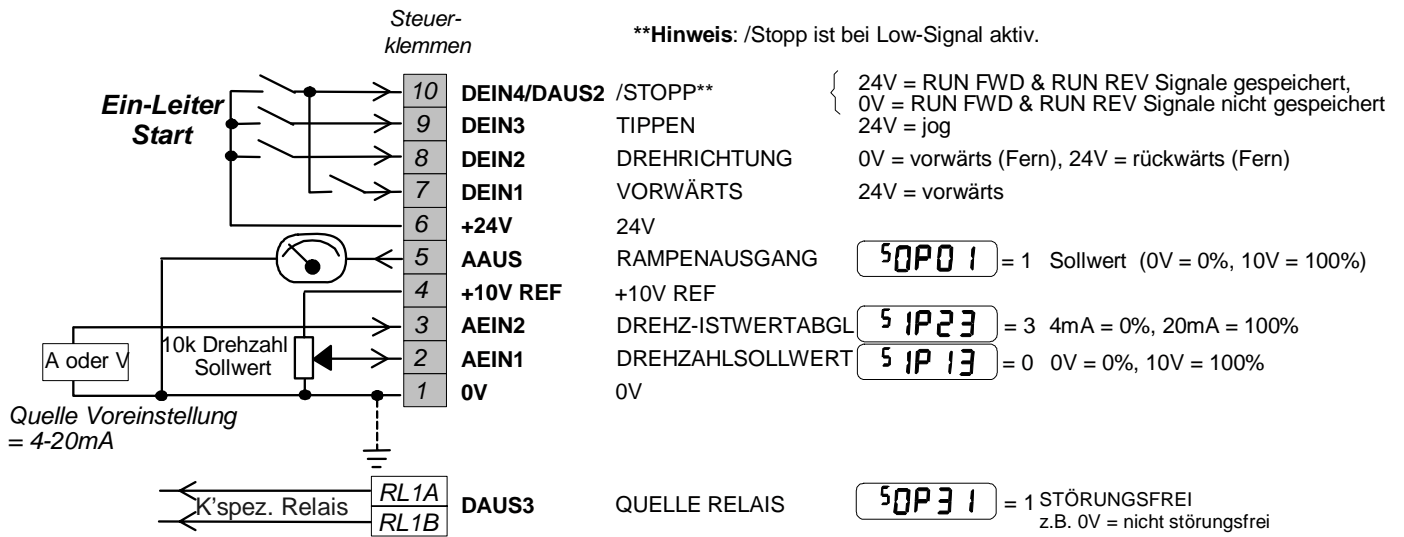 Steuer-
klemmen
**Hinweis: /Stopp ist bei Low-Signal aktiv.
Ein-Leiter
Start
10 DEIN4/DAUS2 /STOPP** 24V = RUN FWD & RUN REV Signale gespeichert,
0V = RUN FWD & RUN REV Signale nicht gespeichert
9 DEIN3 TIPPEN 24V = jog
8 DEIN2 DREHRICHTUNG 0V = vorwärts (Fern), 24V = rückwärts (Fern)
7 DEIN1 VORWÄRTS 24V = vorwärts
6 +24V 24V
5 AAUS RAMPENAUSGANG SOP01 = 1 Sollwert (0V = 0%, 10V = 100%)
4 +10V REF +10V REF
3 AEIN2 DREHZ-ISTWERTABGL SIP23 = 3 4mA = 0%, 20mA = 100%
2 AEIN1 DREHZAHLSOLLWERT SIP13 = 0 0V = 0%, 10V = 100%
1 0V 0V
10k Drehzahl
Sollwert
A oder V
Quelle Voreinstellung
= 4-20mA
K'spez. Relais
RL1A
RL1B
DAUS3 QUELLE RELAIS SOP31 = 1 STÖRUNGSFREI
z.B. 0V = nicht störungsfrei